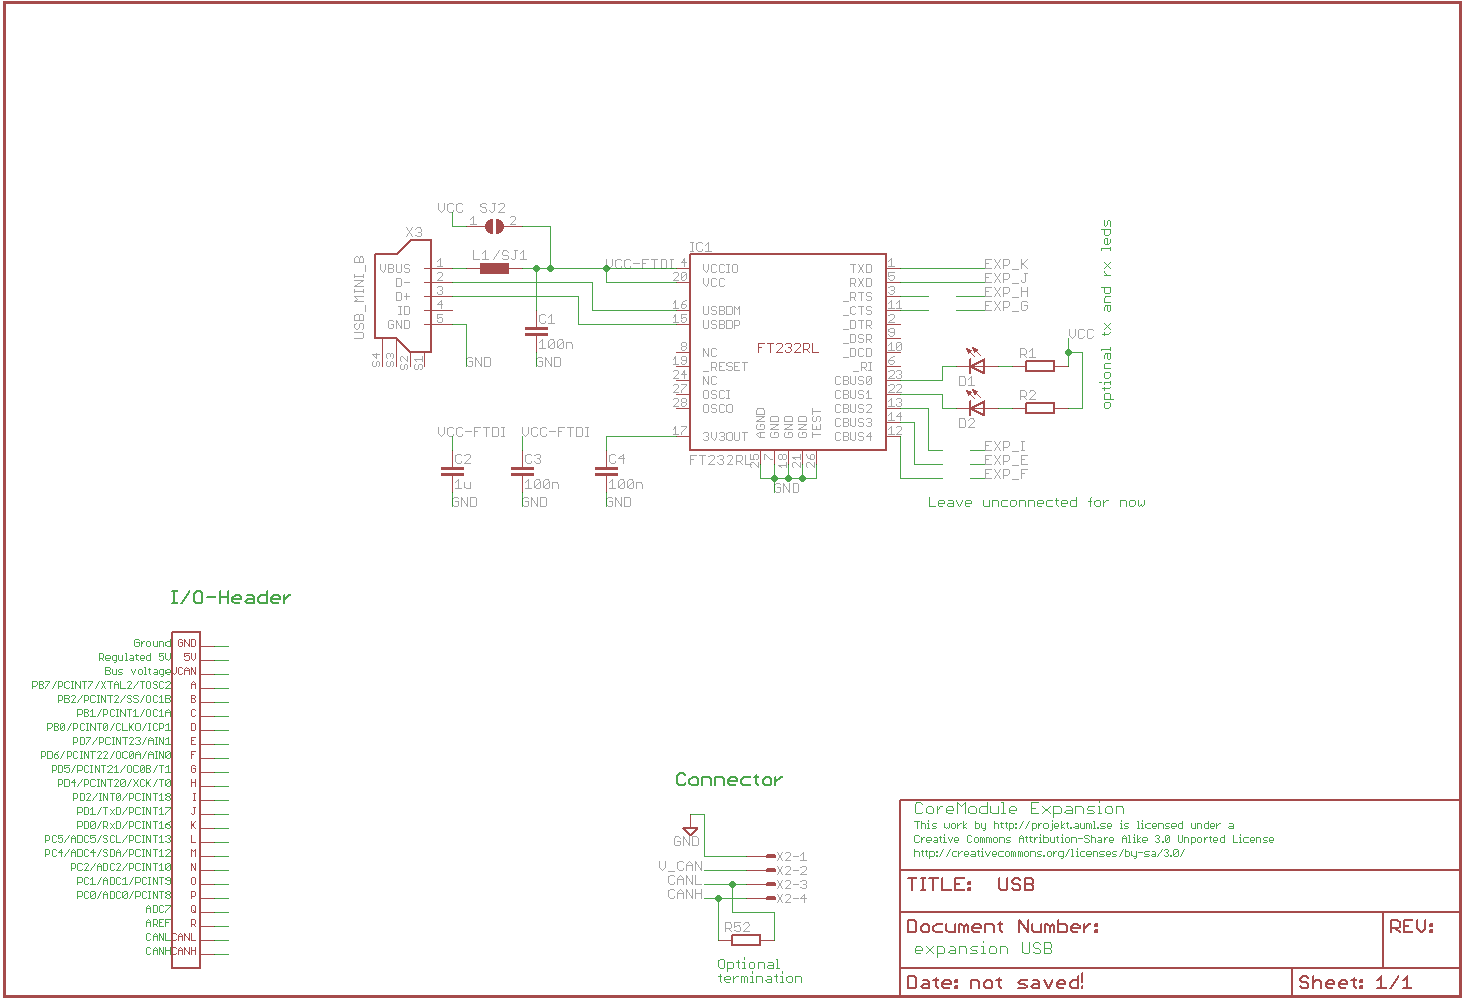 VCC SJ2
1 2
X3
L1/SJ1
USB_MINI_B
VBUS 1
D- 2
D+ 3
ID 4
GND 5
S4 S3 S2 S1
GND
C1
100n
GND
VCC-FTDI
IC1
4 VCCIO TXD 1 EXP_K
20 VCC RXD 5 EXP_J
_RTS 3 EXP_H
16 USBDM _CTS 11 EXP_G
15 USBDP _DTR 2
_DSR 9
8 NC _DCD 10
19 _RESET _RI 6
24 NC CBUS0 23
27 OSCI CBUS1 22
28 OSCO CBUS2 13
CBUS3 14
17 3V3OUT CBUS4 12
FT232RL
AGND GND GND GND TEST
25 7 18 21 26
FT232RL
GND
optional tx and rx leds
VCC
D1 R1
D2 R2
EXP_I
EXP_E
EXP_F
Leave unconnected for now
VCC-FTDI VCC-FTDI
C2 C3 C4
1u 100n 100n
GND GND GND
I/O-Header
Ground GND
Regulated 5V 5V
Bus voltage VCAN
PB7/PCINT7/XTAL2/TOSC2 A
PB2/PCINT2/SS/OC1B B
PB1/PCINT1/OC1A C
PB0/PCINT0/CLKO/ICP1 D
PD7/PCINT23/AIN1 E
PD6/PCINT22/OC0A/AIN0 F
PD5/PCINT21/OC0B/T1 G
PD4/PCINT20/XCK/T0 H
PD2/INT0/PCINT18 I
PD1/TxD/PCINT17 J
PD0/RxD/PCINT16 K
PC5/ADC5/SCL/PCINT13 L
PC4/ADC4/SDA/PCINT12 M
PC2/ADC2/PCINT10 N
PC1/ADC1/PCINT9 O
PC0/ADC0/PCINT8 P
ADC7 Q
AREF R
CANL CANL
CANH CANH
Connector
GND
X2-1
V_CAN X2-2
CANL X2-3
CANH X2-4
R52
Optional
termination
CoreModule Expansion
This work by http://projekt.auml.se is licensed under a
Creative Commons Attribution-Share Alike 3.0 Unported License
http://creativecommons.org/licenses/by-sa/3.0/
TITLE: USB
Document Number:
expansion USB
REV:
Date: not saved!
Sheet: 1/1